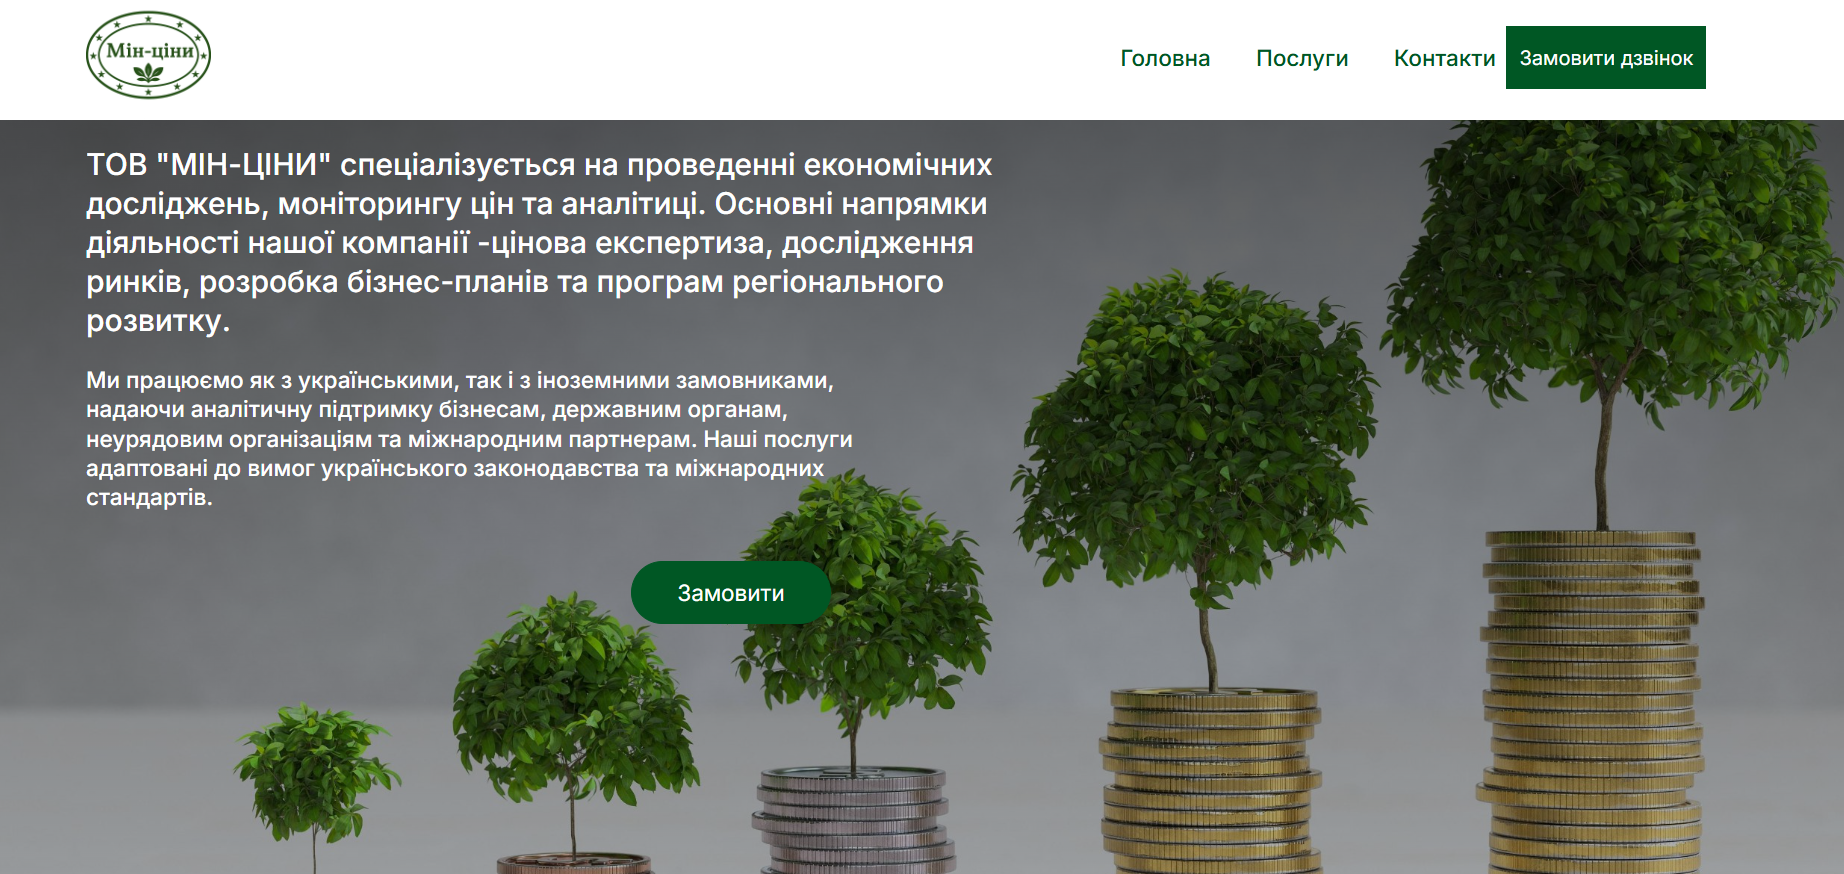 Мін-ціни
Головна
Послуги
Контакти
Замовити дзвінок
ТОВ "МІН-ЦІНИ" спеціалізується на проведенні економічних
досліджень, моніторингу цін та аналітиці. Основні напрямки
діяльності нашої компанії -цінова експертиза, дослідження
ринків, розробка бізнес-планів та програм регіонального
розвитку.
Ми працюємо як з українськими, так і з іноземними замовниками,
надаючи аналітичну підтримку бізнесам, державним органам,
неурядовим організаціям та міжнародним партнерам. Наші послуги
адаптовані до вимог українського законодавства та міжнародних
стандартів.
Замовити